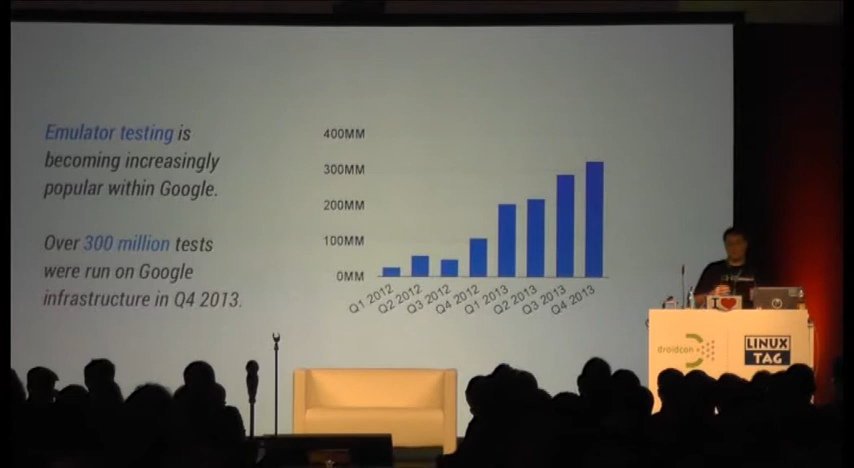 Emulator testing is
becoming increasingly
popular within Google.
Over 300 million tests
were run on Google
infrastructure in Q4 2013.
400MM
300MM
200MM
100MM
0MM
Q1 2012
Q2 2012
Q3 2012
Q4 2012
Q1 2013
Q2 2013
Q3 2013
Q4 2013
I
droidcon
LINUX
TAG